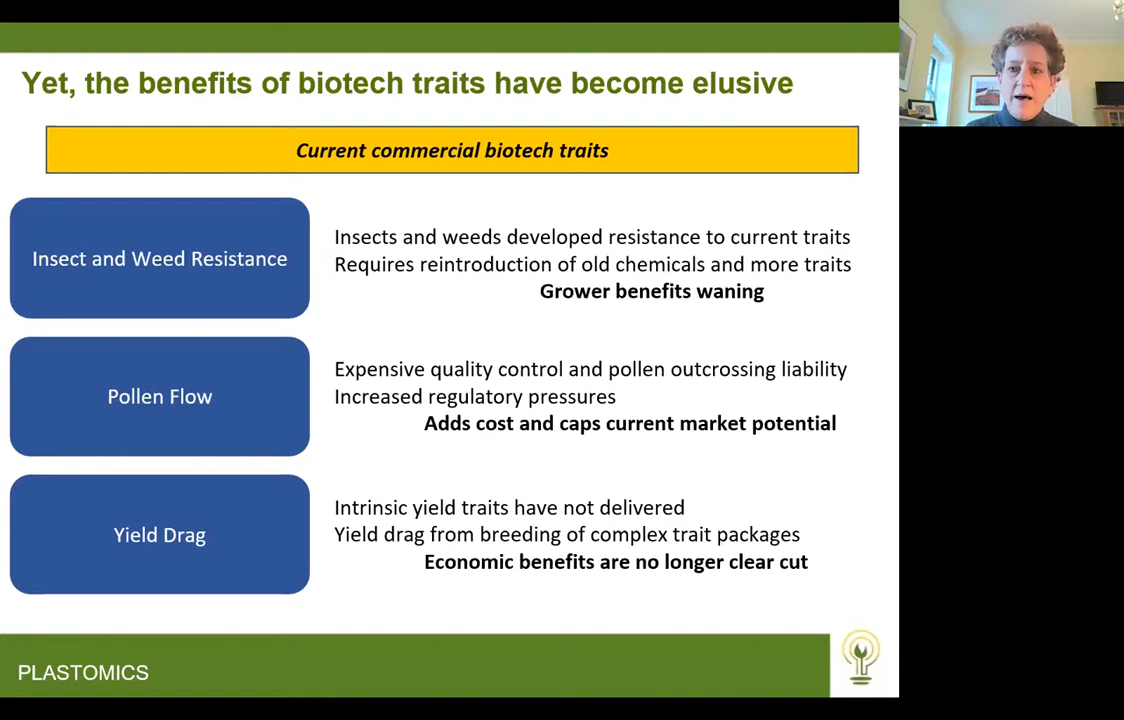 Yet, the benefits of biotech traits have become elusive
Current commercial biotech traits
Insect and Weed Resistance
Insects and weeds developed resistance to current traits
Requires reintroduction of old chemicals and more traits
Grower benefits waning
Pollen Flow
Expensive quality control and pollen outcrossing liability
Increased regulatory pressures
Adds cost and caps current market potential
Yield Drag
Intrinsic yield traits have not delivered
Yield drag from breeding of complex trait packages
Economic benefits are no longer clear cut
PLASTOMICS